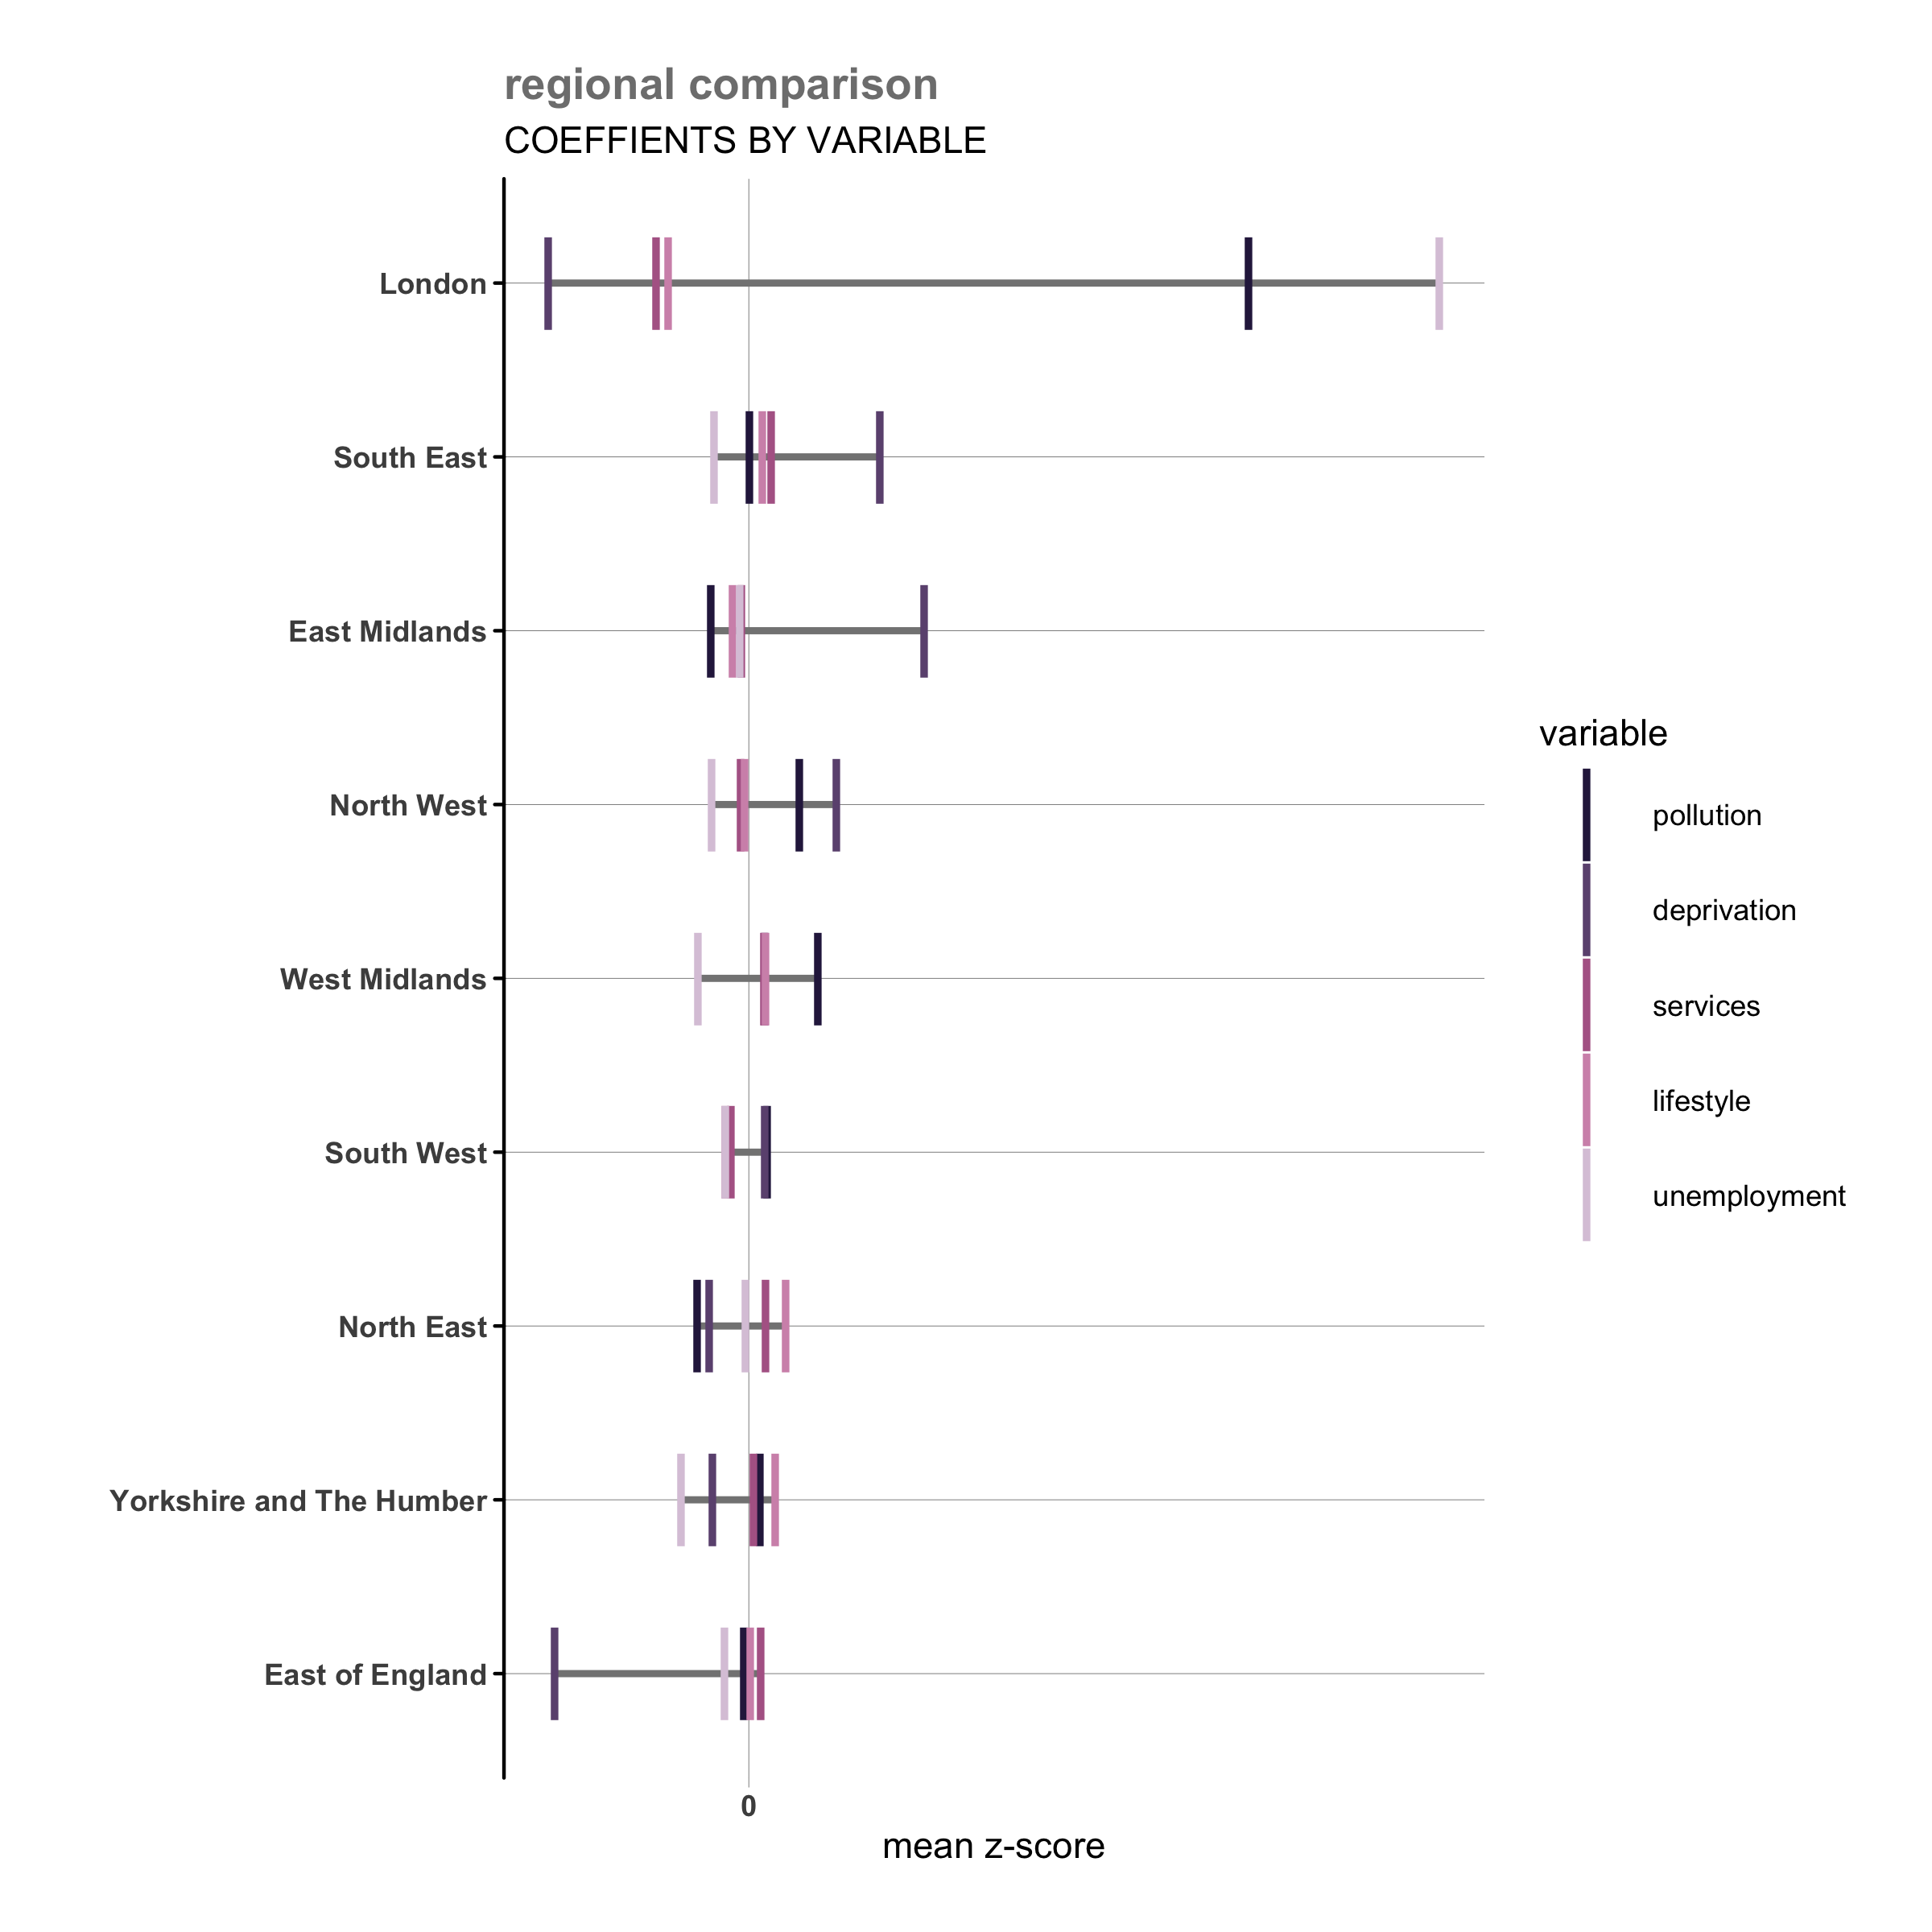 regional comparison
COEFFIENTS BY VARIABLE
London
South East
East Midlands
North West
West Midlands
South West
North East
Yorkshire and The Humber
East of England
0
mean z-score
variable
pollution
deprivation
services
lifestyle
unemployment